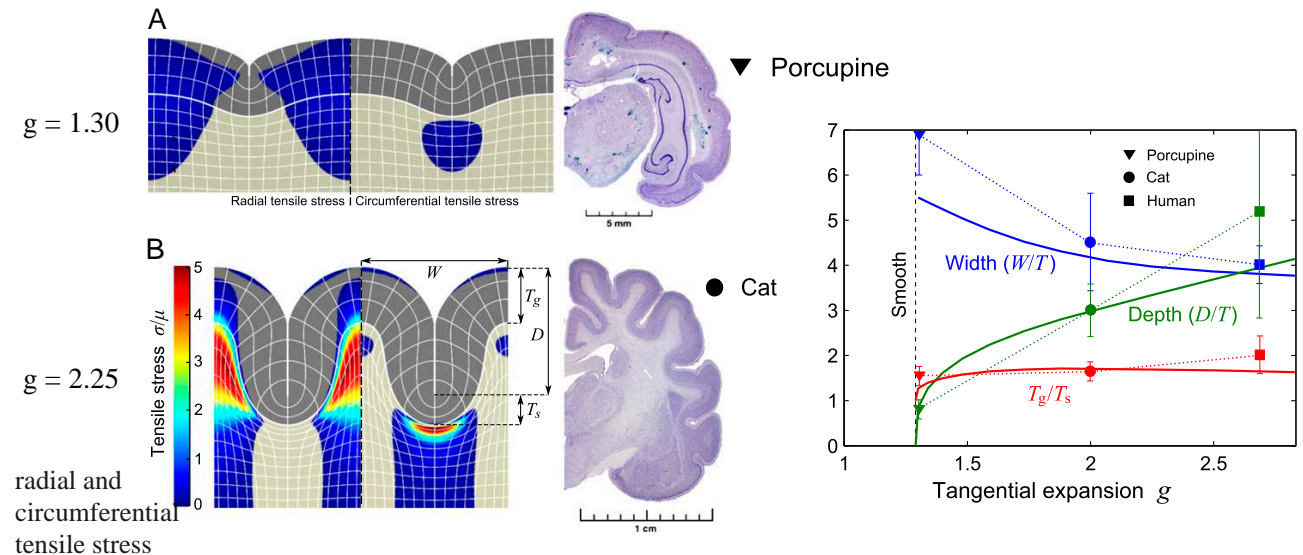 A
g = 1.30
Radial tensile stress
Circumferential tensile stress
5 mm
Porcupine
B
g = 2.25
Tensile stress σ/μ
5
4
3
2
1
0
W
T_g
D
T_s
1 cm
Cat
radial and
circumferential
tensile stress
7
6
5
4
3
2
1
0
Smooth
Porcupine
Cat
Human
Width (W/T)
Depth (D/T)
T_g/T_s
1
1.5
2
2.5
Tangential expansion g